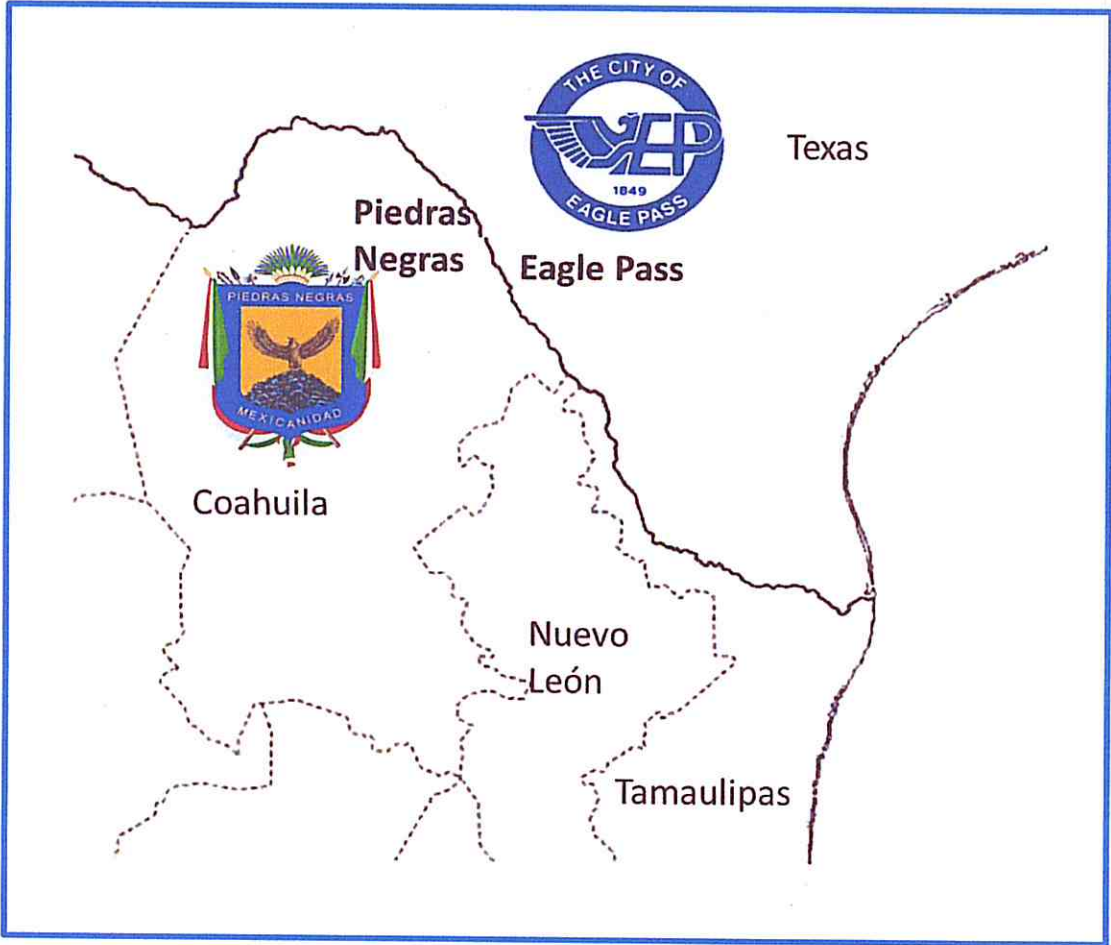 THE CITY OF
EP
1849
EAGLE PASS
Texas
Piedras
Negras
Eagle Pass
PIEDRAS NEGRAS
MEXICANIDAD
Coahuila
Nuevo
León
Tamaulipas